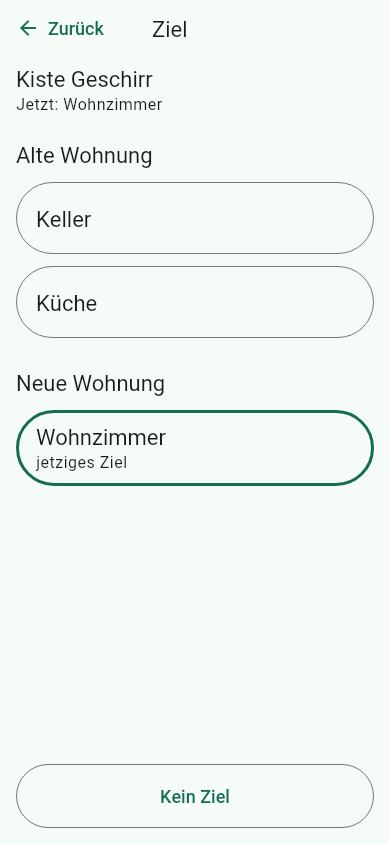 Zurück
Ziel
Kiste Geschirr
Jetzt: Wohnzimmer
Alte Wohnung
Keller
Küche
Neue Wohnung
Wohnzimmer
jetziges Ziel
Kein Ziel